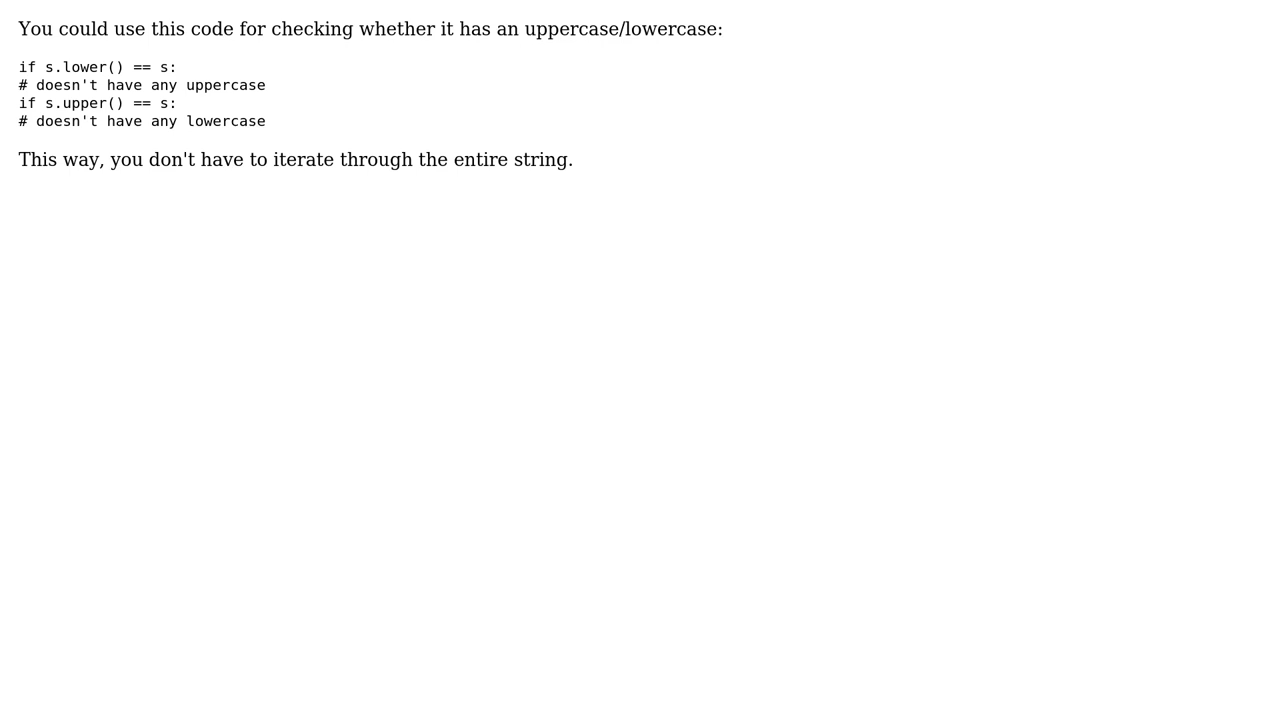 You could use this code for checking whether it has an uppercase/lowercase:
if s.lower() == s:
# doesn't have any uppercase
if s.upper() == s:
# doesn't have any lowercase
This way, you don't have to iterate through the entire string.